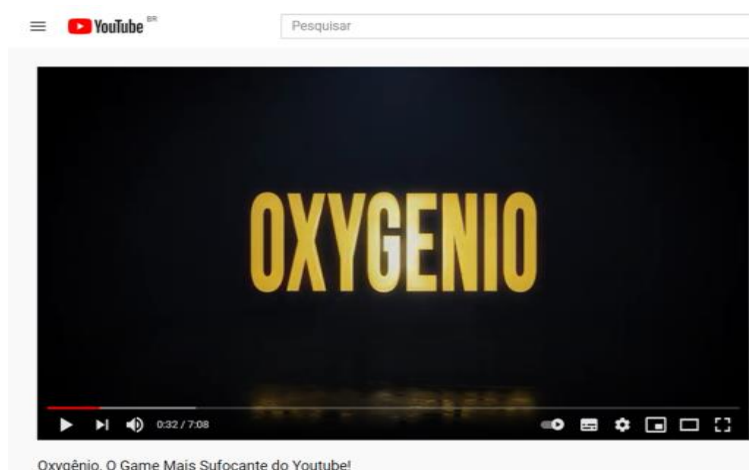 YouTube BR
Pesquisar
OXYGENIO
0:32 / 7:08
Oxygênio, O Game Mais Sufocante do Youtube!